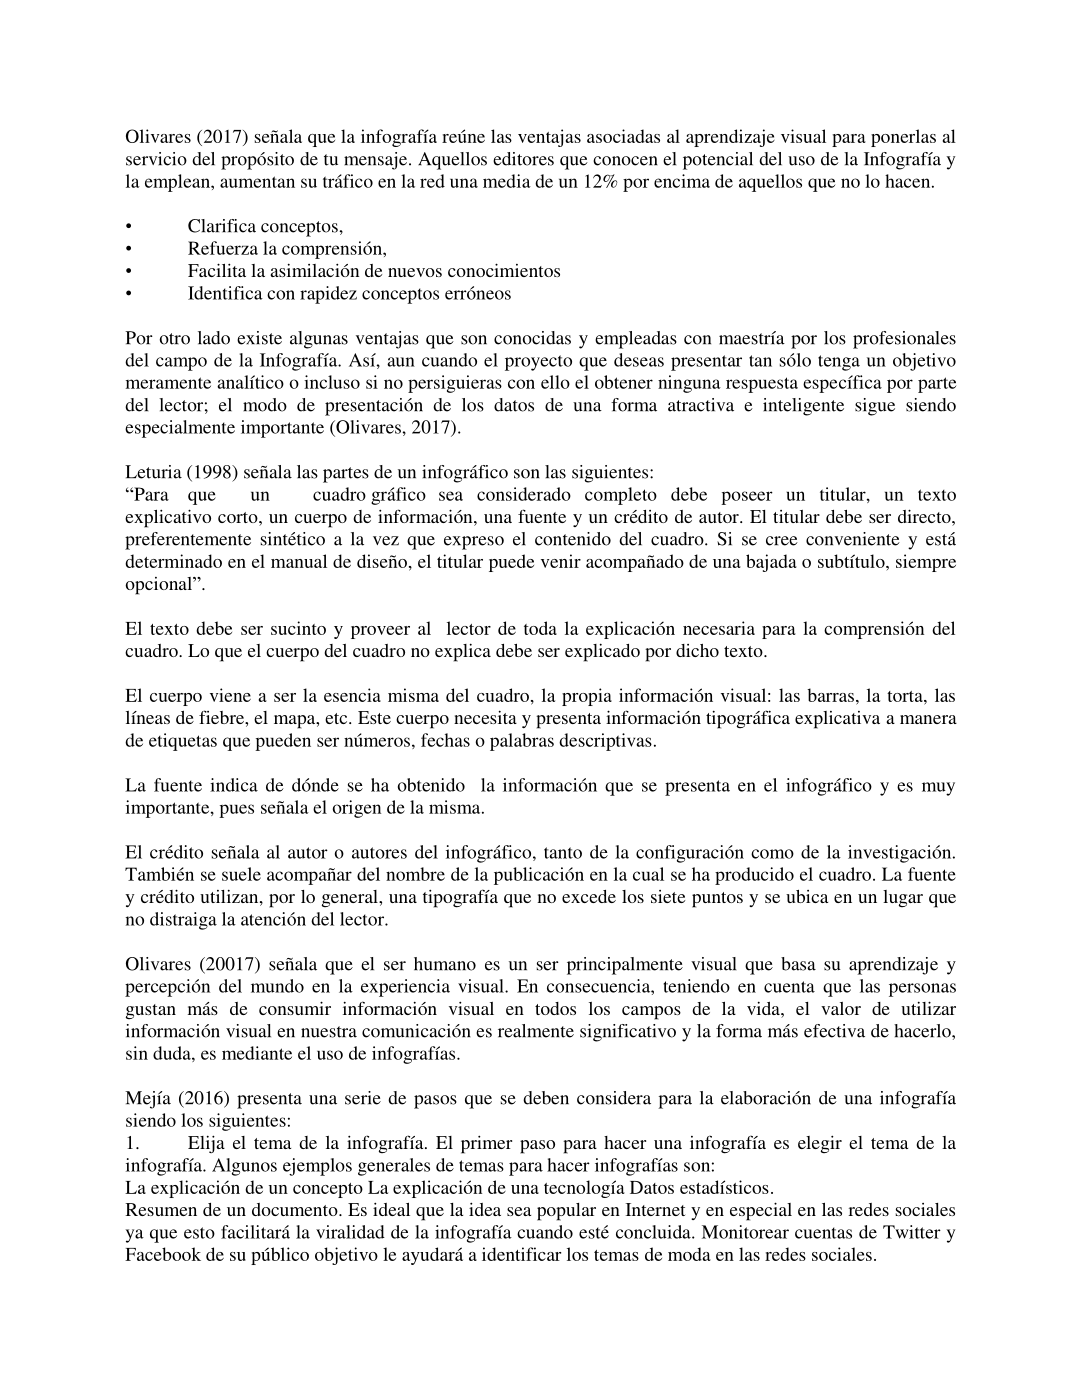 Olivares (2017) señala que la infografía reúne las ventajas asociadas al aprendizaje visual para ponerlas al
servicio del propósito de tu mensaje. Aquellos editores que conocen el potencial del uso de la Infografía y
la emplean, aumentan su tráfico en la red una media de un 12% por encima de aquellos que no lo hacen.
• Clarifica conceptos,
• Refuerza la comprensión,
• Facilita la asimilación de nuevos conocimientos
• Identifica con rapidez conceptos erróneos
Por otro lado existe algunas ventajas que son conocidas y empleadas con maestría por los profesionales
del campo de la Infografía. Así, aun cuando el proyecto que deseas presentar tan sólo tenga un objetivo
meramente analítico o incluso si no persiguieras con ello el obtener ninguna respuesta específica por parte
del lector; el modo de presentación de los datos de una forma atractiva e inteligente sigue siendo
especialmente importante (Olivares, 2017).
Leturia (1998) señala las partes de un infográfico son las siguientes:
“Para que un cuadro gráfico sea considerado completo debe poseer un titular, un texto
explicativo corto, un cuerpo de información, una fuente y un crédito de autor. El titular debe ser directo,
preferentemente sintético a la vez que expreso el contenido del cuadro. Si se cree conveniente y está
determinado en el manual de diseño, el titular puede venir acompañado de una bajada o subtítulo, siempre
opcional”.
El texto debe ser sucinto y proveer al lector de toda la explicación necesaria para la comprensión del
cuadro. Lo que el cuerpo del cuadro no explica debe ser explicado por dicho texto.
El cuerpo viene a ser la esencia misma del cuadro, la propia información visual: las barras, la torta, las
líneas de fiebre, el mapa, etc. Este cuerpo necesita y presenta información tipográfica explicativa a manera
de etiquetas que pueden ser números, fechas o palabras descriptivas.
La fuente indica de dónde se ha obtenido la información que se presenta en el infográfico y es muy
importante, pues señala el origen de la misma.
El crédito señala al autor o autores del infográfico, tanto de la configuración como de la investigación.
También se suele acompañar del nombre de la publicación en la cual se ha producido el cuadro. La fuente
y crédito utilizan, por lo general, una tipografía que no excede los siete puntos y se ubica en un lugar que
no distraiga la atención del lector.
Olivares (20017) señala que el ser humano es un ser principalmente visual que basa su aprendizaje y
percepción del mundo en la experiencia visual. En consecuencia, teniendo en cuenta que las personas
gustan más de consumir información visual en todos los campos de la vida, el valor de utilizar
información visual en nuestra comunicación es realmente significativo y la forma más efectiva de hacerlo,
sin duda, es mediante el uso de infografías.
Mejía (2016) presenta una serie de pasos que se deben considera para la elaboración de una infografía
siendo los siguientes:
1. Elija el tema de la infografía. El primer paso para hacer una infografía es elegir el tema de la
infografía. Algunos ejemplos generales de temas para hacer infografías son:
La explicación de un concepto La explicación de una tecnología Datos estadísticos.
Resumen de un documento. Es ideal que la idea sea popular en Internet y en especial en las redes sociales
ya que esto facilitará la viralidad de la infografía cuando esté concluida. Monitorear cuentas de Twitter y
Facebook de su público objetivo le ayudará a identificar los temas de moda en las redes sociales.